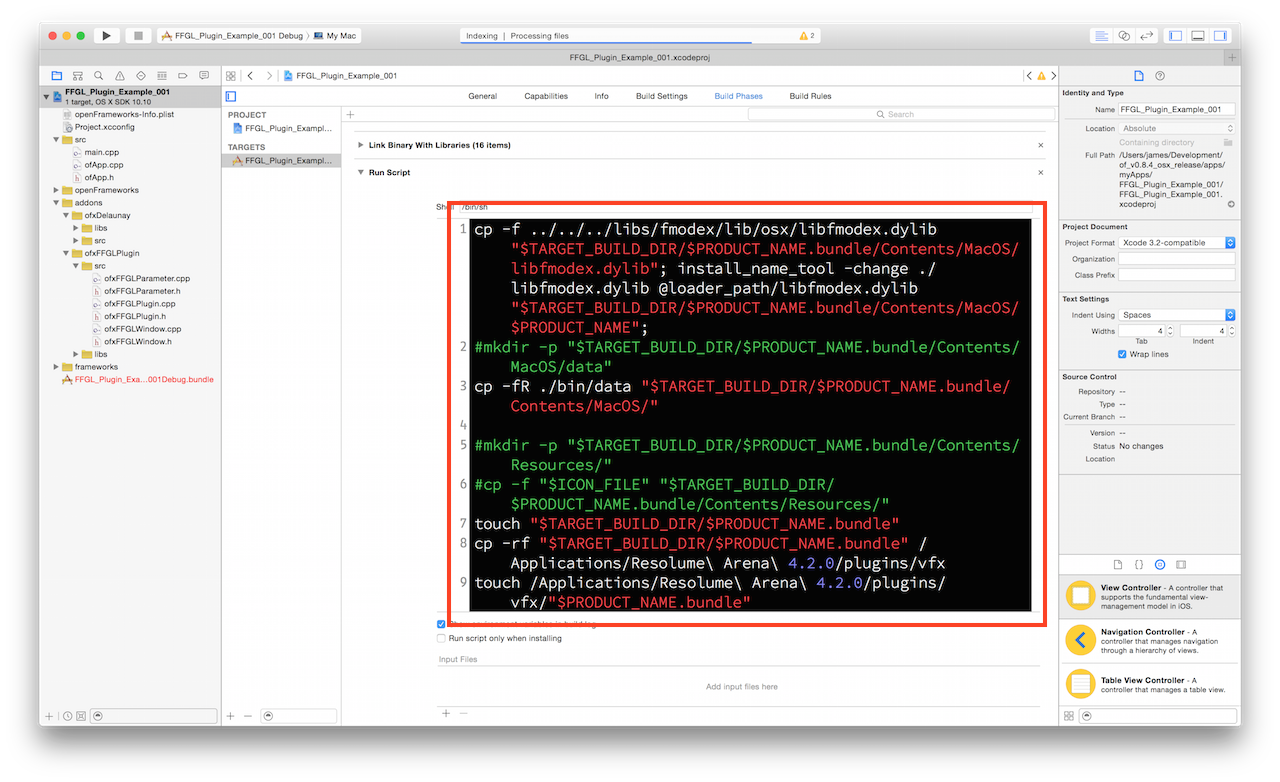 FFGL_Plugin_Example_001 Debug
My Mac
Indexing | Processing files
2
FFGL_Plugin_Example_001.xcodeproj
FFGL_Plugin_Example_001
FFGL_Plugin_Example_001
1 target, OS X SDK 10.10
openFrameworks-Info.plist
Project.xcconfig
src
main.cpp
ofApp.cpp
ofApp.h
openFrameworks
addons
ofxDelaunay
libs
src
ofxFFGLPlugin
src
ofxFFGLParameter.cpp
ofxFFGLParameter.h
ofxFFGLPlugin.cpp
ofxFFGLPlugin.h
ofxFFGLWindow.cpp
ofxFFGLWindow.h
libs
frameworks
FFGL_Plugin_Exa...001Debug.bundle
PROJECT
FFGL_Plugin_Exampl...
TARGETS
FFGL_Plugin_Exampl...
General
Capabilities
Info
Build Settings
Build Phases
Build Rules
Search
Link Binary With Libraries (16 items)
Run Script
Shell /bin/sh
1 cp -f ../../../libs/fmodex/lib/osx/libfmodex.dylib
"$TARGET_BUILD_DIR/$PRODUCT_NAME.bundle/Contents/MacOS/
libfmodex.dylib"; install_name_tool -change ./
libfmodex.dylib @loader_path/libfmodex.dylib
"$TARGET_BUILD_DIR/$PRODUCT_NAME.bundle/Contents/MacOS/
$PRODUCT_NAME";
2 #mkdir -p "$TARGET_BUILD_DIR/$PRODUCT_NAME.bundle/Contents/
MacOS/data"
3 cp -fR ./bin/data "$TARGET_BUILD_DIR/$PRODUCT_NAME.bundle/
Contents/MacOS/"
4
5 #mkdir -p "$TARGET_BUILD_DIR/$PRODUCT_NAME.bundle/Contents/
Resources/"
6 #cp -f "$ICON_FILE" "$TARGET_BUILD_DIR/
$PRODUCT_NAME.bundle/Contents/Resources/"
7 touch "$TARGET_BUILD_DIR/$PRODUCT_NAME.bundle"
8 cp -rf "$TARGET_BUILD_DIR/$PRODUCT_NAME.bundle" /
Applications/Resolume\ Arena\ 4.2.0/plugins/vfx
9 touch /Applications/Resolume\ Arena\ 4.2.0/plugins/
vfx/"$PRODUCT_NAME.bundle"
Show environment variables in build log
Run script only when installing
Input Files
Add input files here
Identity and Type
Name FFGL_Plugin_Example_001
Location Absolute
Containing directory
Full Path /Users/james/Development/
of_v0.8.4_osx_release/apps/
myApps/
FFGL_Plugin_Example_001/
FFGL_Plugin_Example_001.
xcodeproj
Project Document
Project Format Xcode 3.2-compatible
Organization
Class Prefix
Text Settings
Indent Using Spaces
Widths 4 4
Tab Indent
Wrap lines
Source Control
Repository --
Type --
Current Branch --
Version --
Status No changes
Location
{}
View Controller - A controller that
supports the fundamental view-
management model in iOS.
Navigation Controller - A
controller that manages navigation
through a hierarchy of views.
Table View Controller - A
controller that manages a table view.